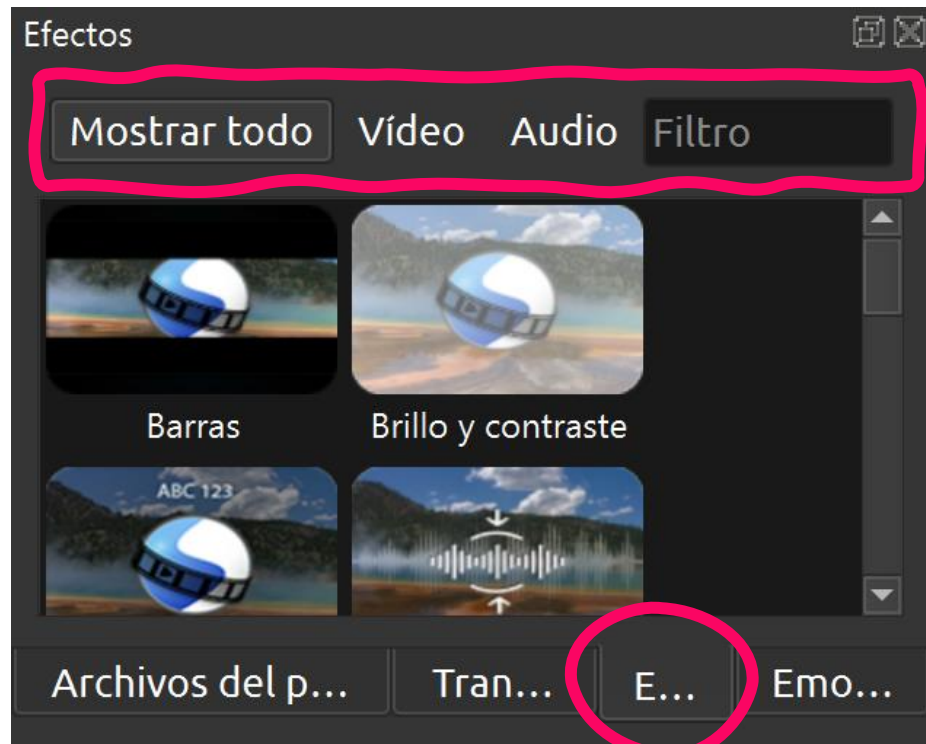 Efectos
Mostrar todo Vídeo Audio Filtro
Barras Brillo y contraste
ABC 123
Archivos del p... Tran... E... Emo...